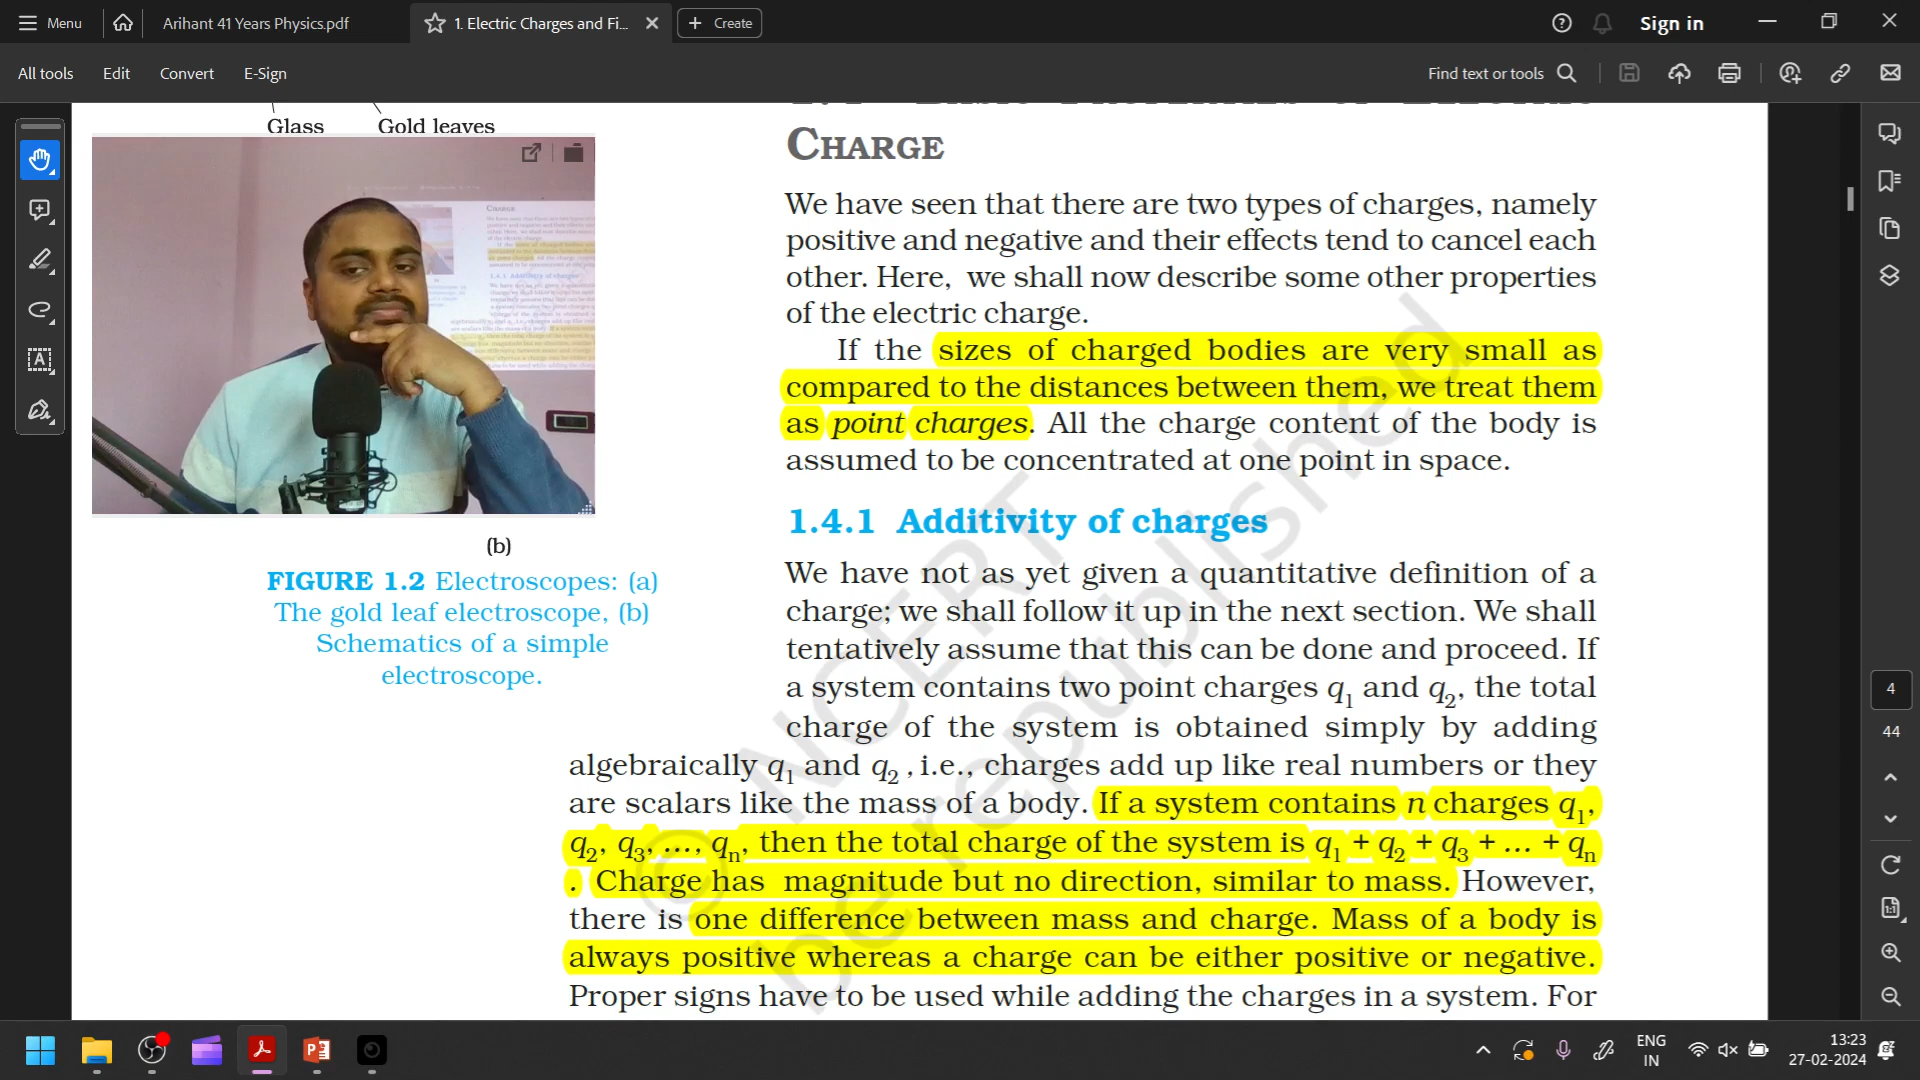 Menu
Arihant 41 Years Physics.pdf
1. Electric Charges and Fi...
Create
Sign in
All tools
Edit
Convert
E-Sign
Find text or tools
Glass
Gold leaves
CHARGE
We have seen that there are two types of charges, namely
positive and negative and their effects tend to cancel each
other. Here, we shall now describe some other properties
of the electric charge.
If the sizes of charged bodies are very small as
compared to the distances between them, we treat them
as point charges. All the charge content of the body is
assumed to be concentrated at one point in space.
(b)
FIGURE 1.2 Electroscopes: (a)
The gold leaf electroscope, (b)
Schematics of a simple
electroscope.
1.4.1 Additivity of charges
We have not as yet given a quantitative definition of a
charge; we shall follow it up in the next section. We shall
tentatively assume that this can be done and proceed. If
a system contains two point charges q₁ and q₂, the total
charge of the system is obtained simply by adding
algebraically q₁ and q₂ , i.e., charges add up like real numbers or they
are scalars like the mass of a body. If a system contains n charges q₁,
q₂, q₃, ..., qₙ, then the total charge of the system is q₁ + q₂ + q₃ + ... + qₙ
. Charge has magnitude but no direction, similar to mass. However,
there is one difference between mass and charge. Mass of a body is
always positive whereas a charge can be either positive or negative.
Proper signs have to be used while adding the charges in a system. For
© NCERT
be republished
4
44
ENG
IN
13:23
27-02-2024